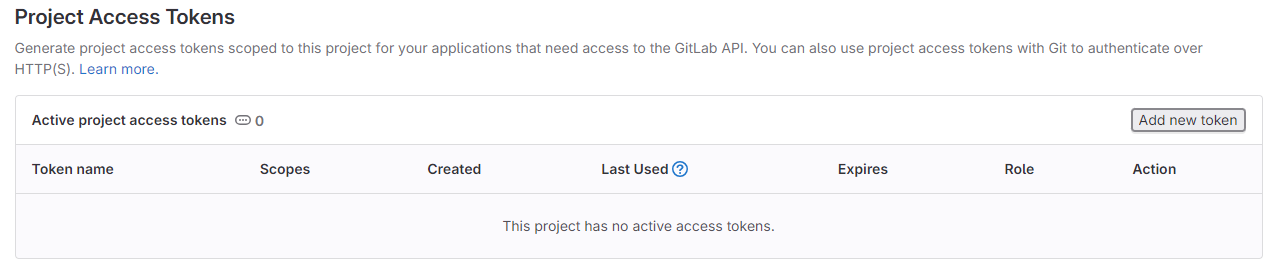 Project Access Tokens
Generate project access tokens scoped to this project for your applications that need access to the GitLab API. You can also use project access tokens with Git to authenticate over
HTTP(S). Learn more.
Active project access tokens 0
Add new token
Token name Scopes Created Last Used Expires Role Action
This project has no active access tokens.